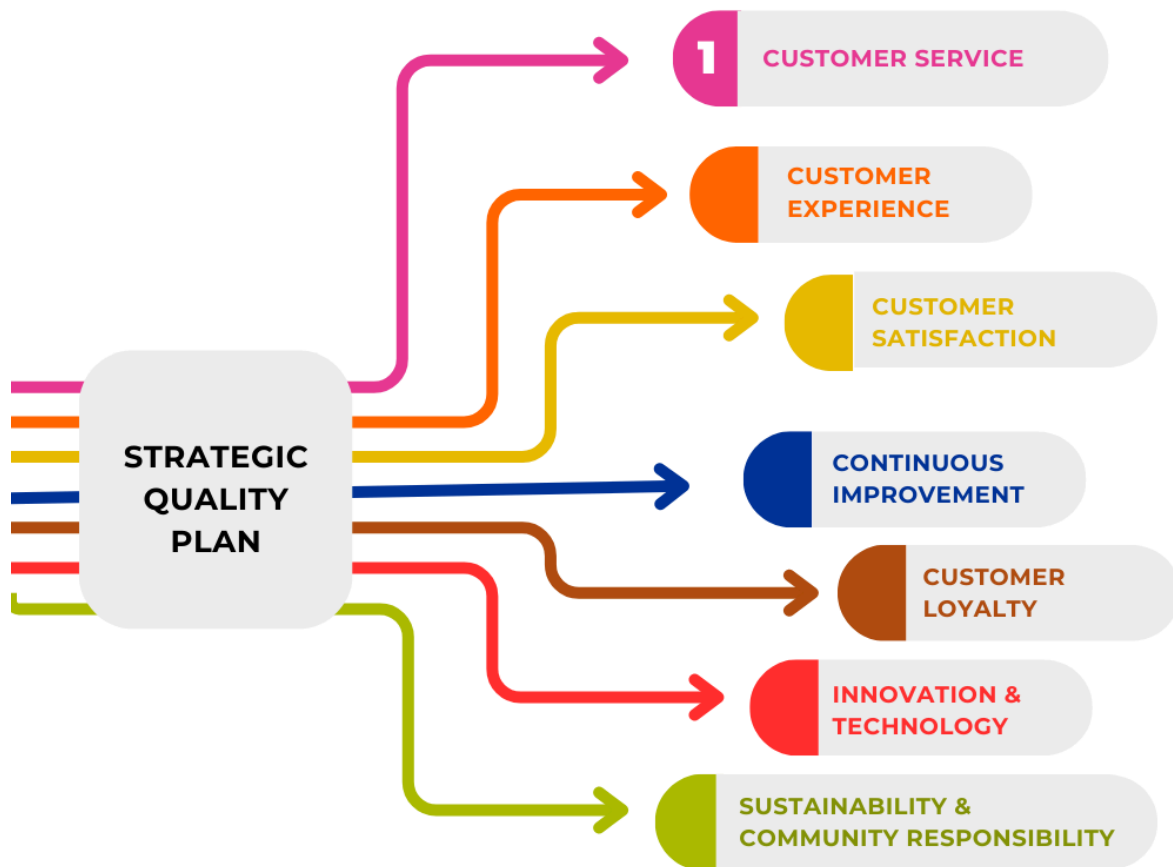 1
CUSTOMER SERVICE
CUSTOMER
EXPERIENCE
CUSTOMER
SATISFACTION
STRATEGIC
QUALITY
PLAN
CONTINUOUS
IMPROVEMENT
CUSTOMER
LOYALTY
INNOVATION &
TECHNOLOGY
SUSTAINABILITY &
COMMUNITY RESPONSIBILITY